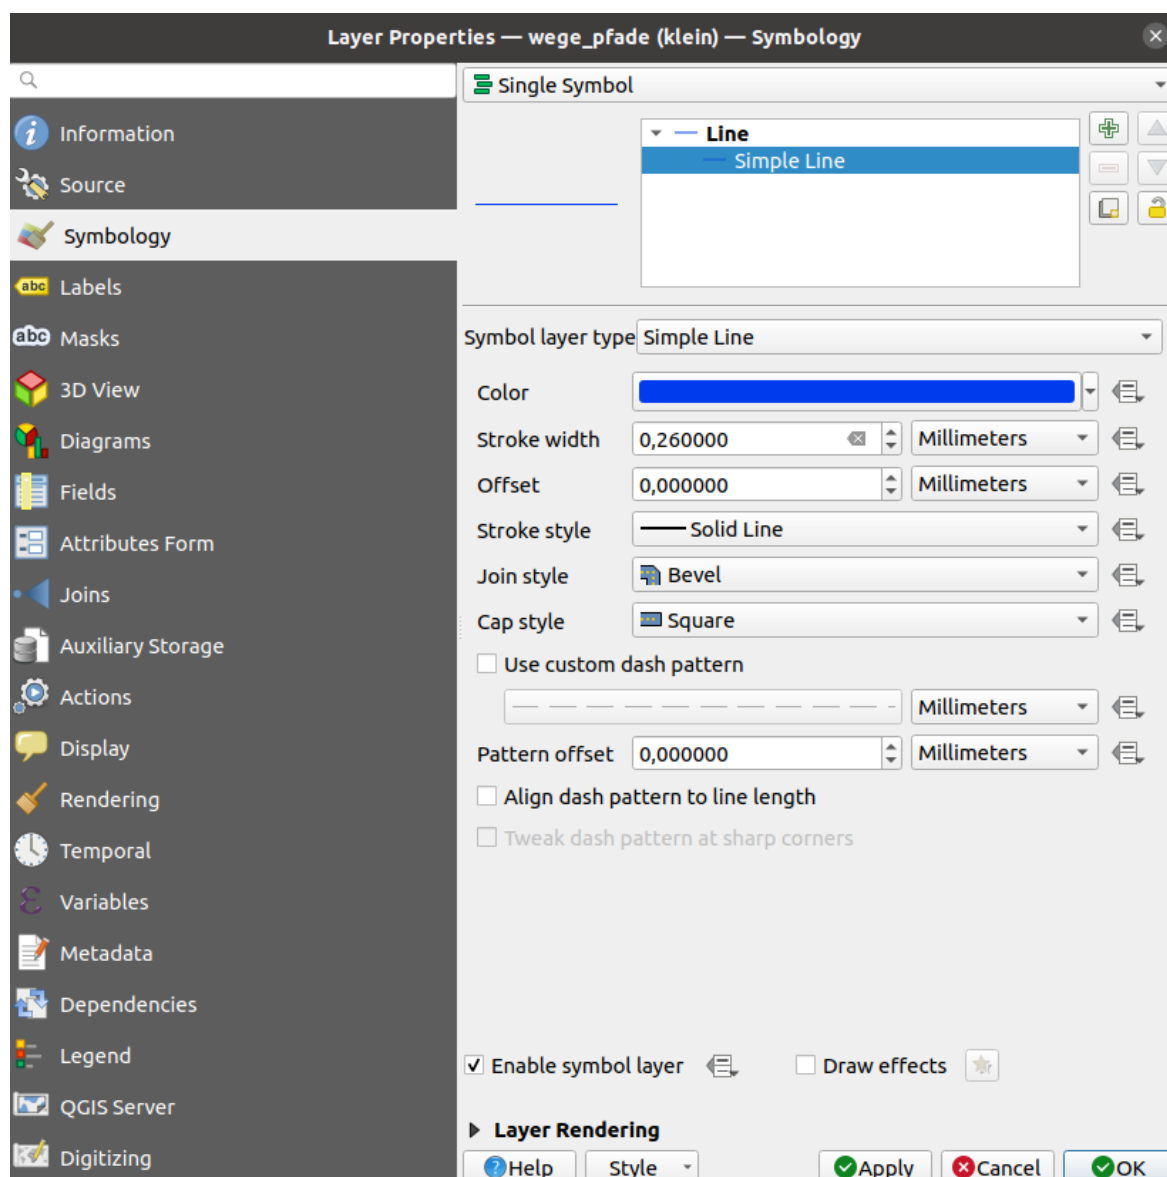 Layer Properties — wege_pfade (klein) — Symbology
Information
Source
Symbology
abc Labels
abc Masks
3D View
Diagrams
Fields
Attributes Form
Joins
Auxiliary Storage
Actions
Display
Rendering
Temporal
Variables
Metadata
Dependencies
Legend
QGIS Server
Digitizing
Single Symbol
Line
Simple Line
Symbol layer type Simple Line
Color
Stroke width 0,260000 Millimeters
Offset 0,000000 Millimeters
Stroke style Solid Line
Join style Bevel
Cap style Square
Use custom dash pattern
Millimeters
Pattern offset 0,000000 Millimeters
Align dash pattern to line length
Tweak dash pattern at sharp corners
Enable symbol layer Draw effects
Layer Rendering
Help Style Apply Cancel OK